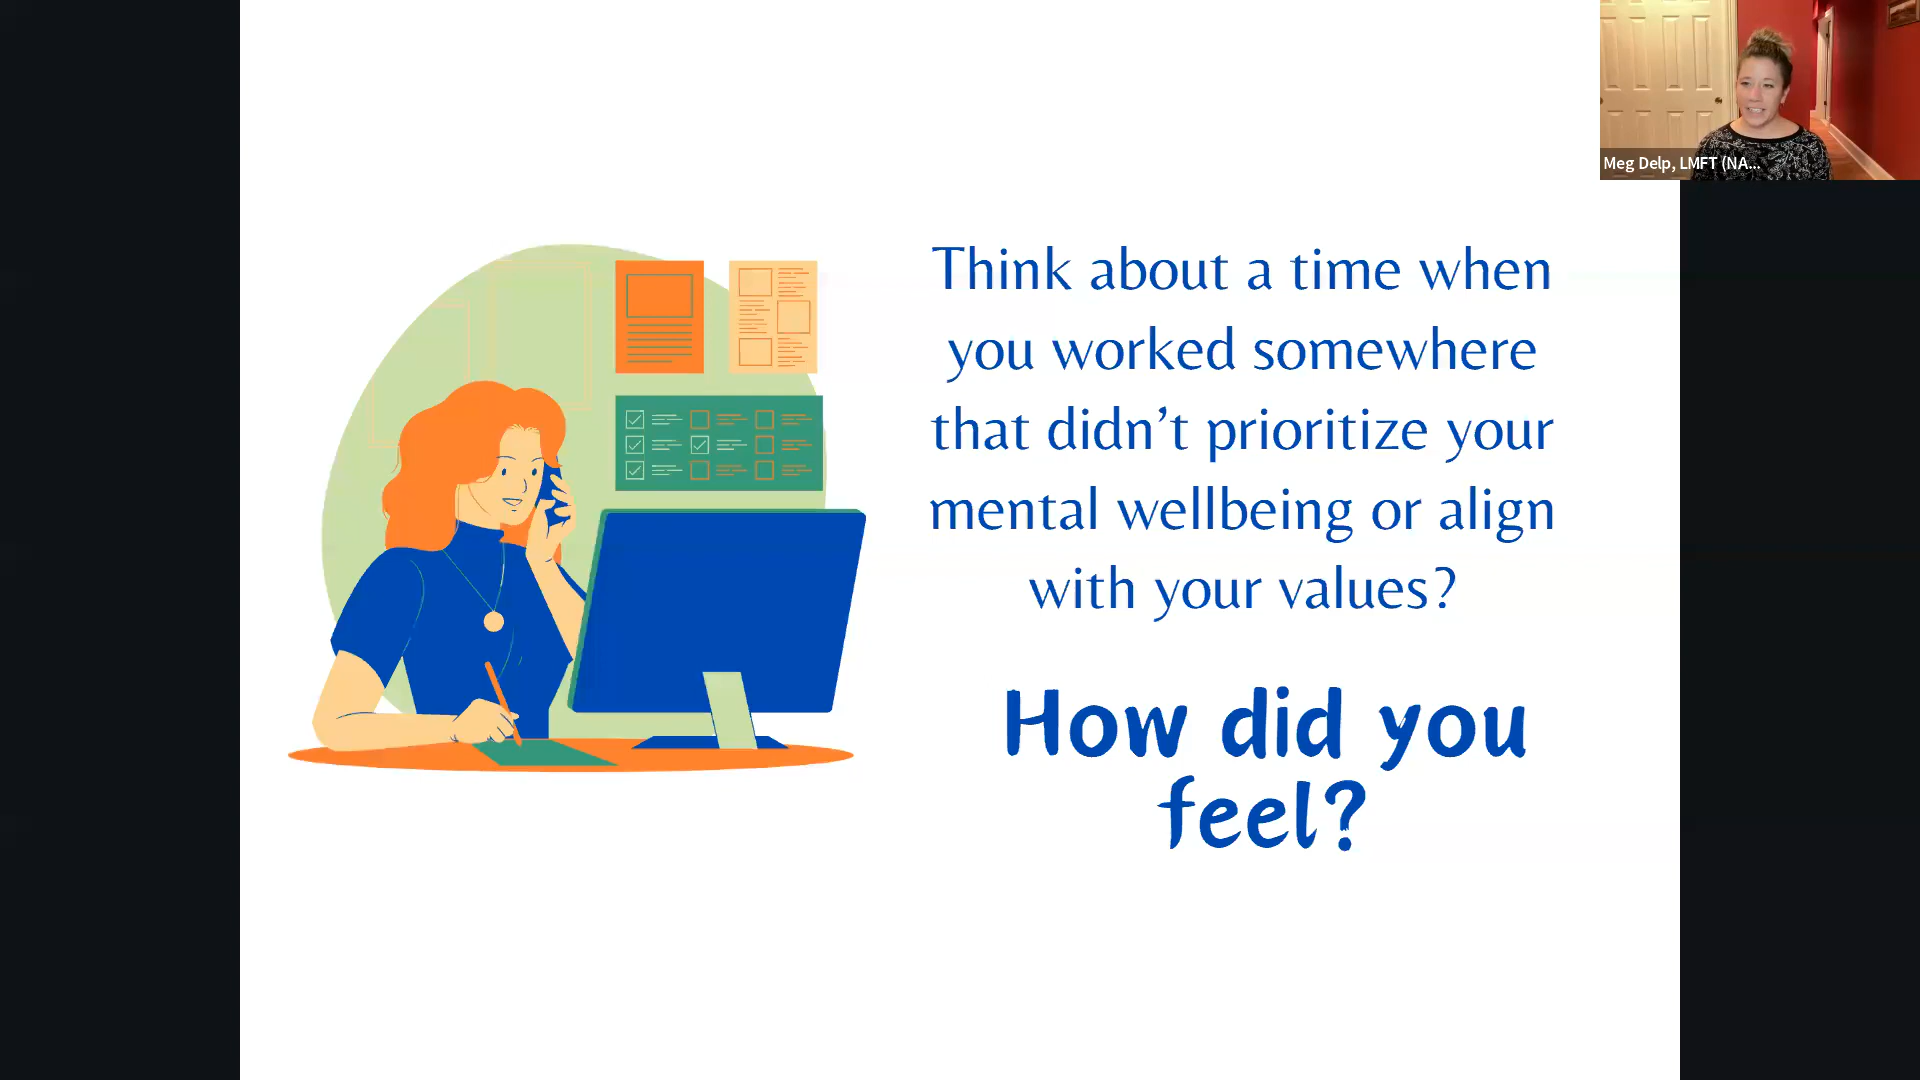 Meg Delp, LMFT (NA...
Think about a time when
you worked somewhere
that didn’t prioritize your
mental wellbeing or align
with your values?
How did you
feel?